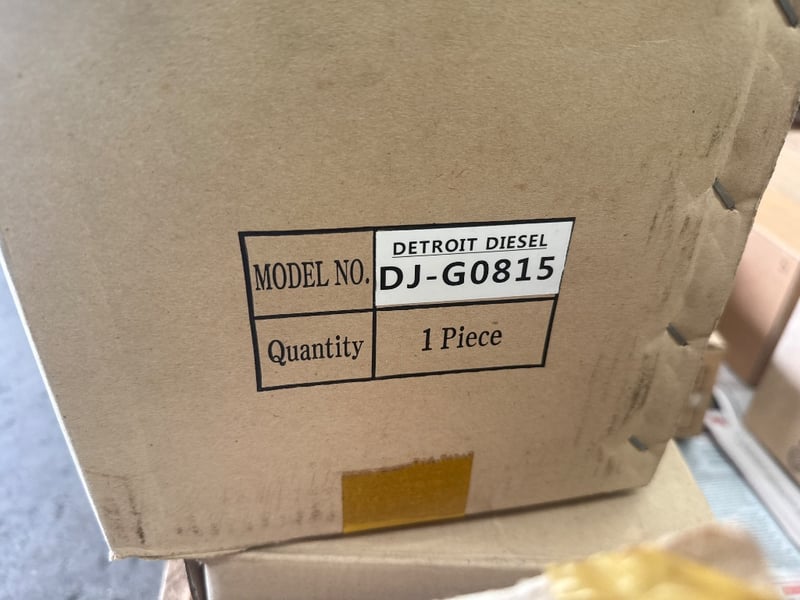 MODEL NO.
DETROIT DIESEL
DJ-G0815
Quantity
1 Piece